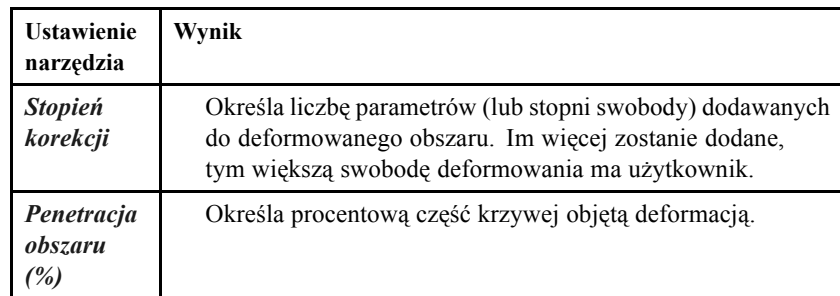 Ustawienie narzędzia
Wynik
Stopień korekcji
Określa liczbę parametrów (lub stopni swobody) dodawanych
do deformowanego obszaru. Im więcej zostanie dodane,
tym większą swobodę deformowania ma użytkownik.
Penetracja obszaru (%)
Określa procentową część krzywej objętą deformacją.